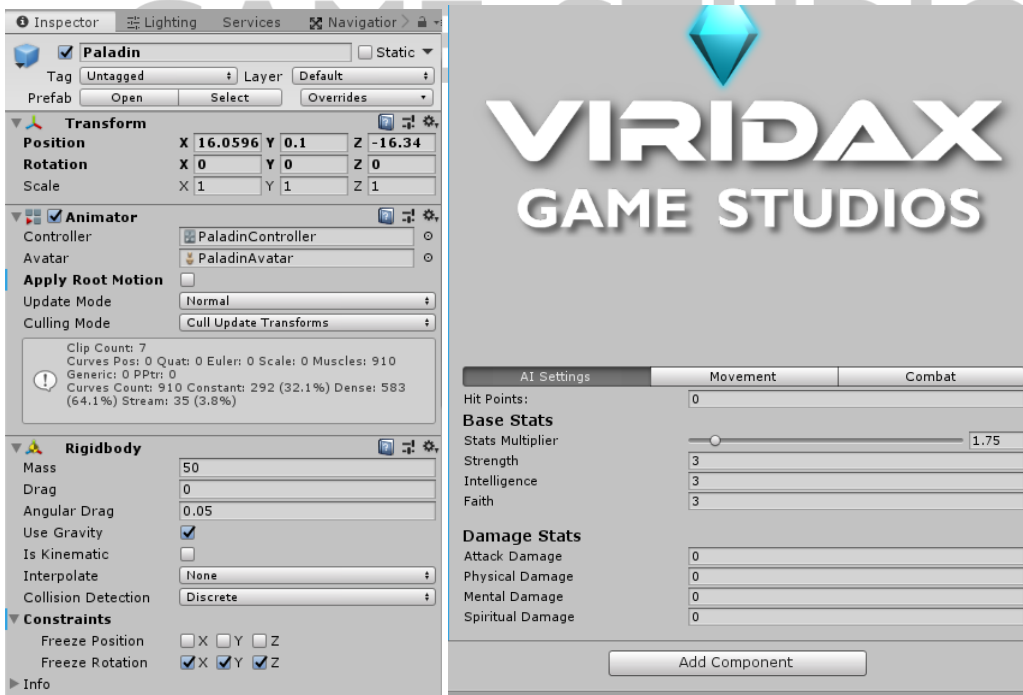 GAME STUDIO
Inspector Lighting Services Navigator
Paladin Static
Tag Untagged Layer Default
Prefab Open Select Overrides
Transform
Position X 16.0596 Y 0.1 Z -16.34
Rotation X 0 Y 0 Z 0
Scale X 1 Y 1 Z 1
Animator
Controller PaladinController
Avatar PaladinAvatar
Apply Root Motion
Update Mode Normal
Culling Mode Cull Update Transforms
Clip Count: 7
Curves Pos: 0 Quat: 0 Euler: 0 Scale: 0 Muscles: 910
Generic: 0 PPtr: 0
Curves Count: 910 Constant: 292 (32.1%) Dense: 583
(64.1%) Stream: 35 (3.8%)
Rigidbody
Mass 50
Drag 0
Angular Drag 0.05
Use Gravity
Is Kinematic
Interpolate None
Collision Detection Discrete
Constraints
Freeze Position X Y Z
Freeze Rotation X Y Z
Info
VIRIDAX
GAME STUDIOS
AI Settings Movement Combat
Hit Points: 0
Base Stats
Stats Multiplier 1.75
Strength 3
Intelligence 3
Faith 3
Damage Stats
Attack Damage 0
Physical Damage 0
Mental Damage 0
Spiritual Damage 0
Add Component